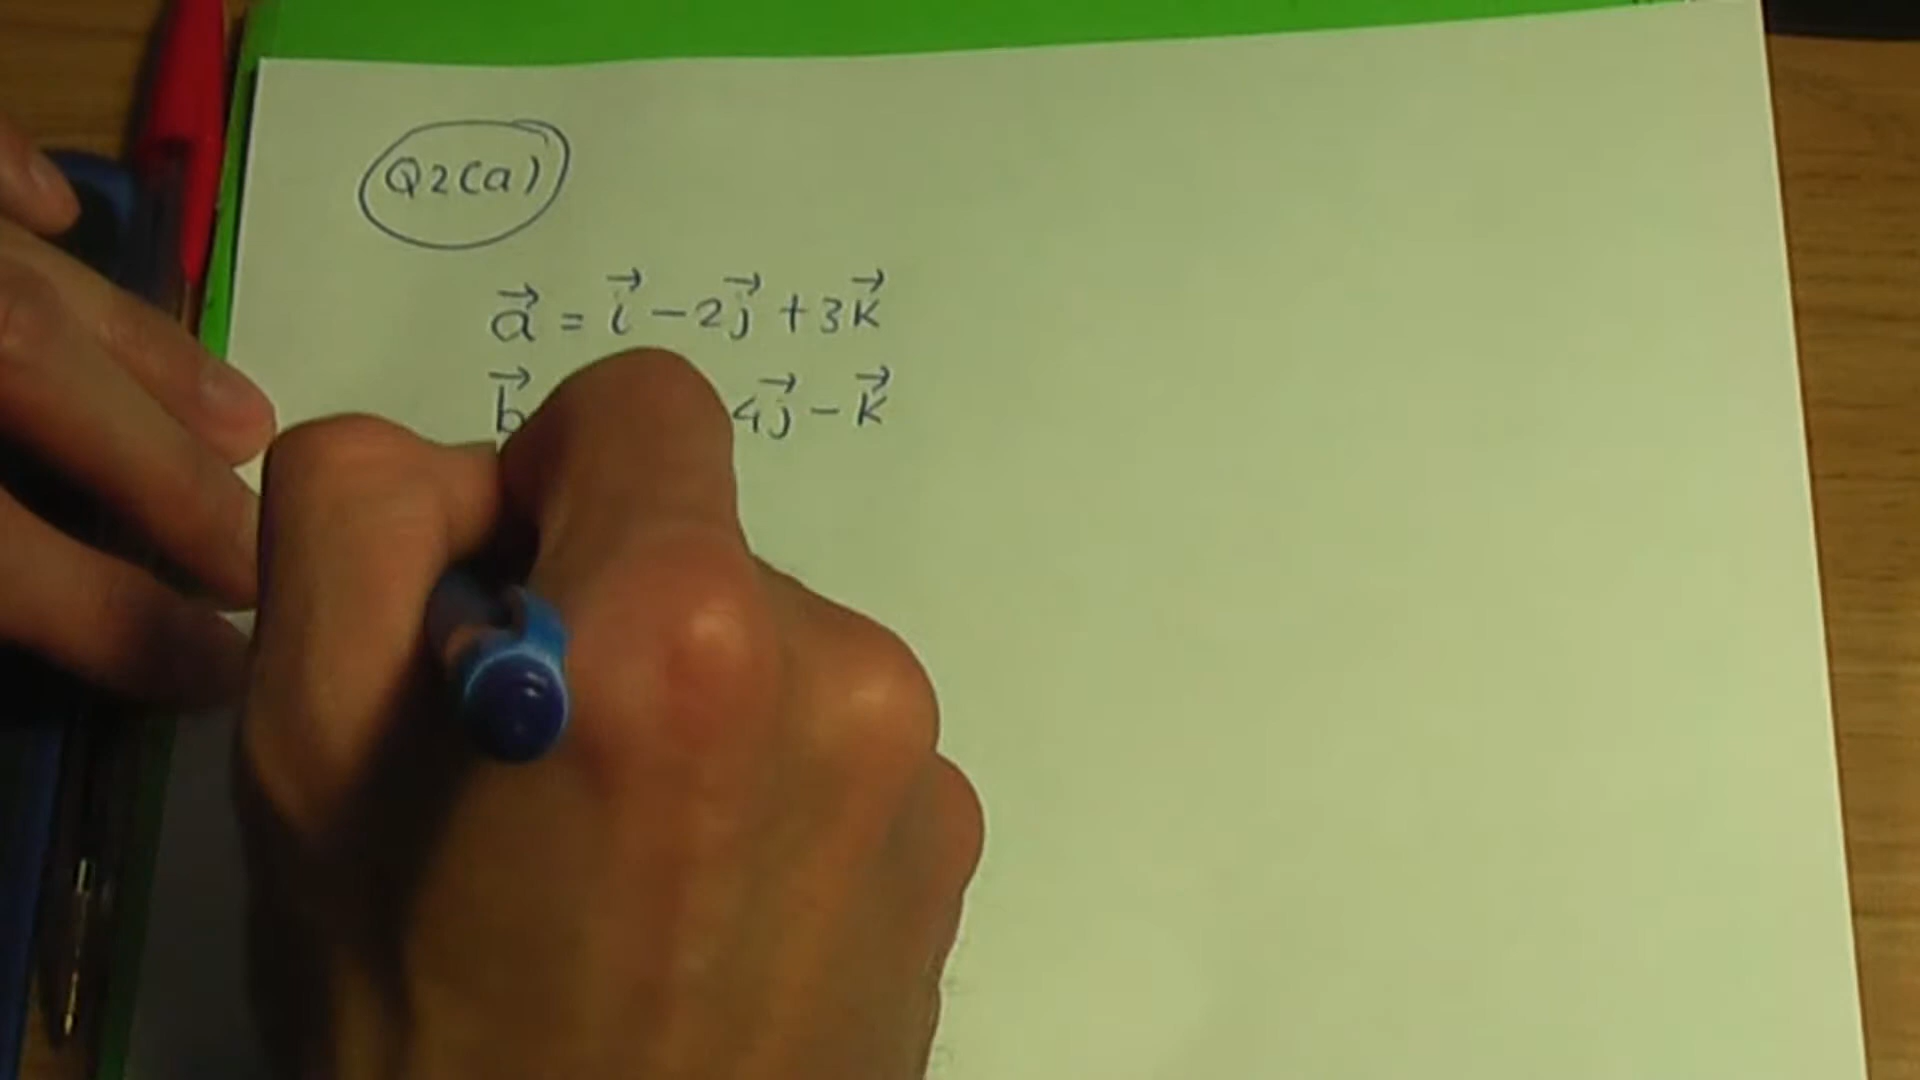 Q2(a)
a⃗ = i⃗ - 2j⃗ + 3k⃗
b⃗ 4j⃗ - k⃗